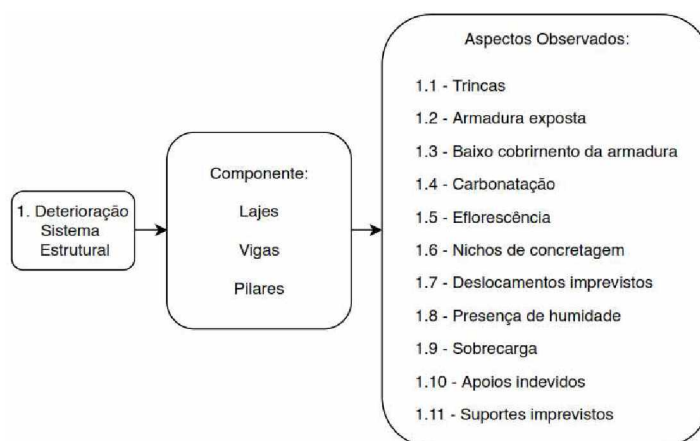 1. Deterioração
Sistema
Estrutural
Componente:
Lajes
Vigas
Pilares
Aspectos Observados:
1.1 - Trincas
1.2 - Armadura exposta
1.3 - Baixo cobrirnento da armadura
1.4 - Carbonatação
1.5 - Eflorescência
1.6 - Nichos de concretagem
1.7 - Deslocamentos imprevistos
1.8 - Presença de humidade
1.9 - Sobrecarga
1.10 - Apoios indevidos
1.11 - Suportes imprevistos